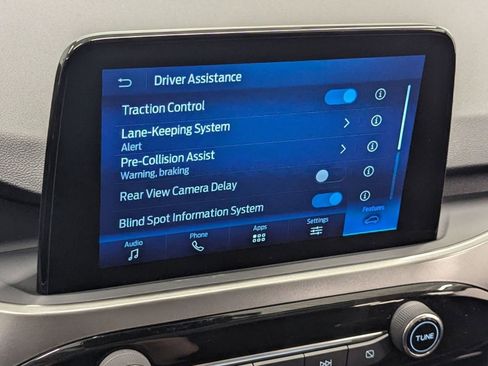 Driver Assistance
Traction Control
Lane-Keeping System
Alert
Pre-Collision Assist
Warning, braking
Rear View Camera Delay
Blind Spot Information System
Audio
Phone
Apps
Settings
Features
TUNE